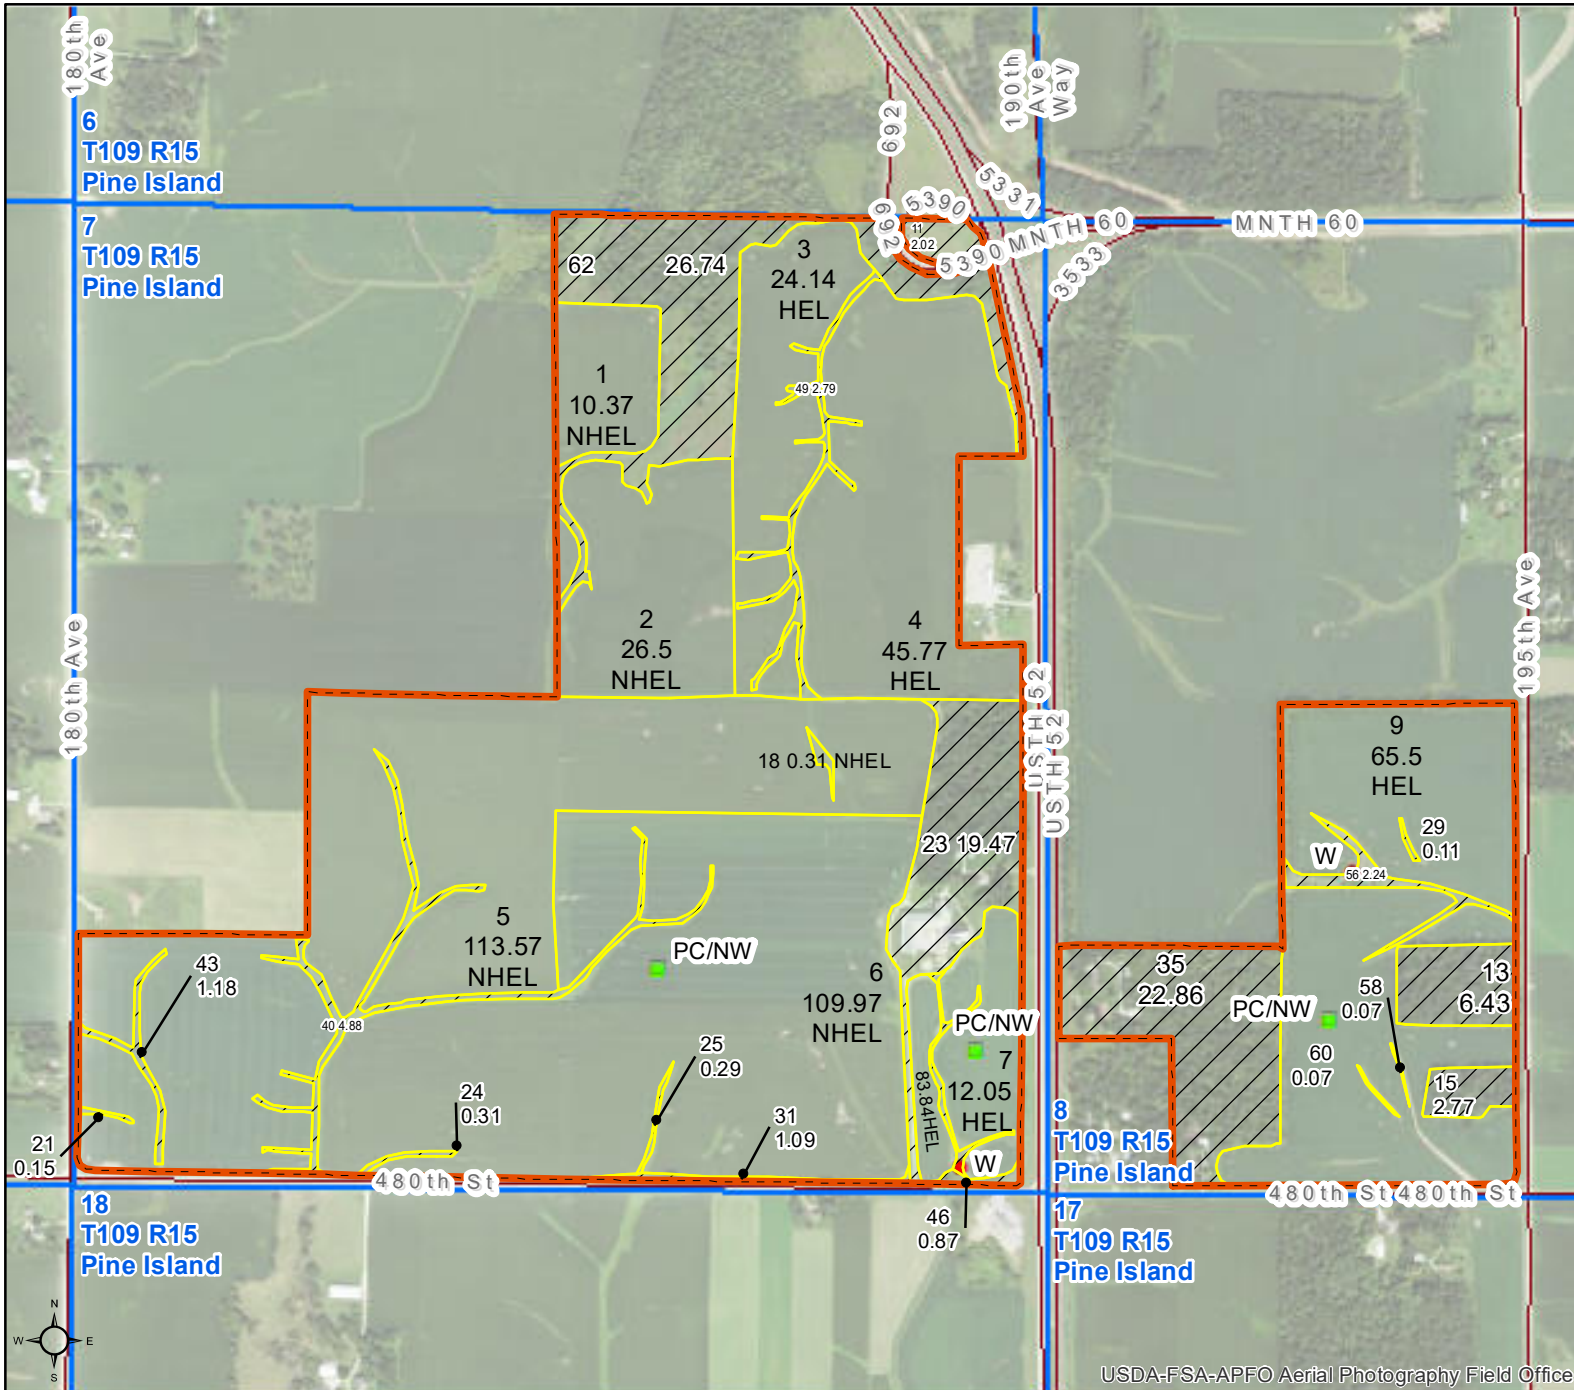 180th
Ave
6
T109 R15
Pine Island
7
T109 R15
Pine Island
692
190th
Ave
Way
5331
5390
692
11
2.02
5390
MNTH 60
MNTH 60
3533
62
26.74
3
24.14
HEL
1
10.37
NHEL
49 2.79
2
26.5
NHEL
4
45.77
HEL
180th Ave
195th Ave
USTH 52
USTH 52
18 0.31 NHEL
23 19.47
9
65.5
HEL
29
0.11
W
56 2.24
5
113.57
NHEL
PC/NW
6
109.97
NHEL
43
1.18
40 4.88
PC/NW
7
12.05
HEL
8 3.84 HEL
35
22.86
PC/NW
58
0.07
13
6.43
60
0.07
15
2.77
25
0.29
24
0.31
31
1.09
21
0.15
W
46
0.87
8
T109 R15
Pine Island
480th St
480th St
480th St
18
T109 R15
Pine Island
17
T109 R15
Pine Island
N
W
E
S
USDA-FSA-APFO Aerial Photography Field Office